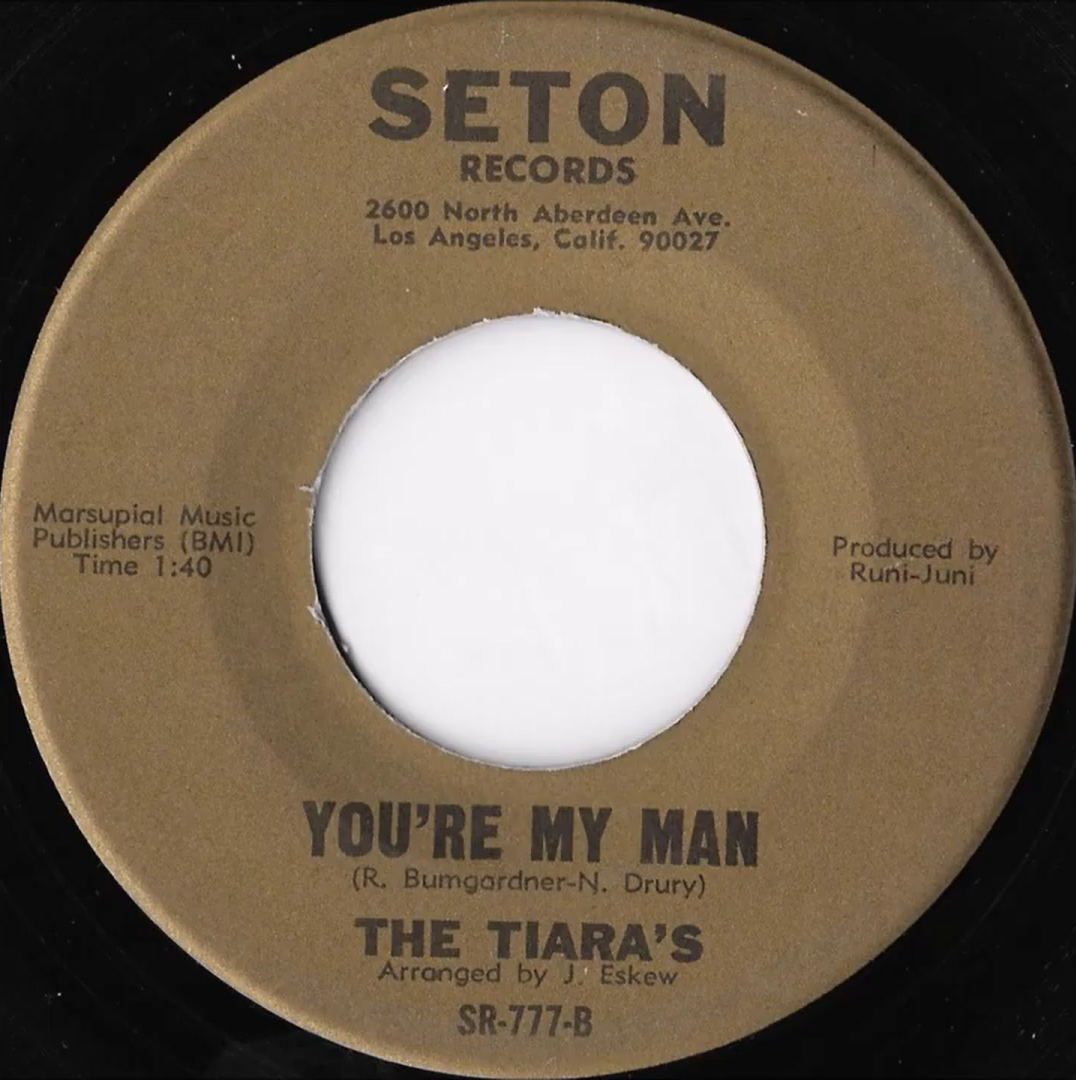 SETON
RECORDS
2600 North Aberdeen Ave.
Los Angeles, Calif. 90027
Marsupial Music
Publishers (BMI)
Time 1:40
Produced by
Runi-Juni
YOU'RE MY MAN
(R. Bumgardner-N. Drury)
THE TIARA'S
Arranged by J. Eskew
SR-777-B